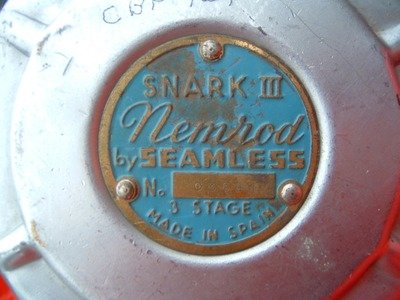 SNARK III
Nemrod
by SEAMLESS
No.
3 STAGE
MADE IN SPAIN